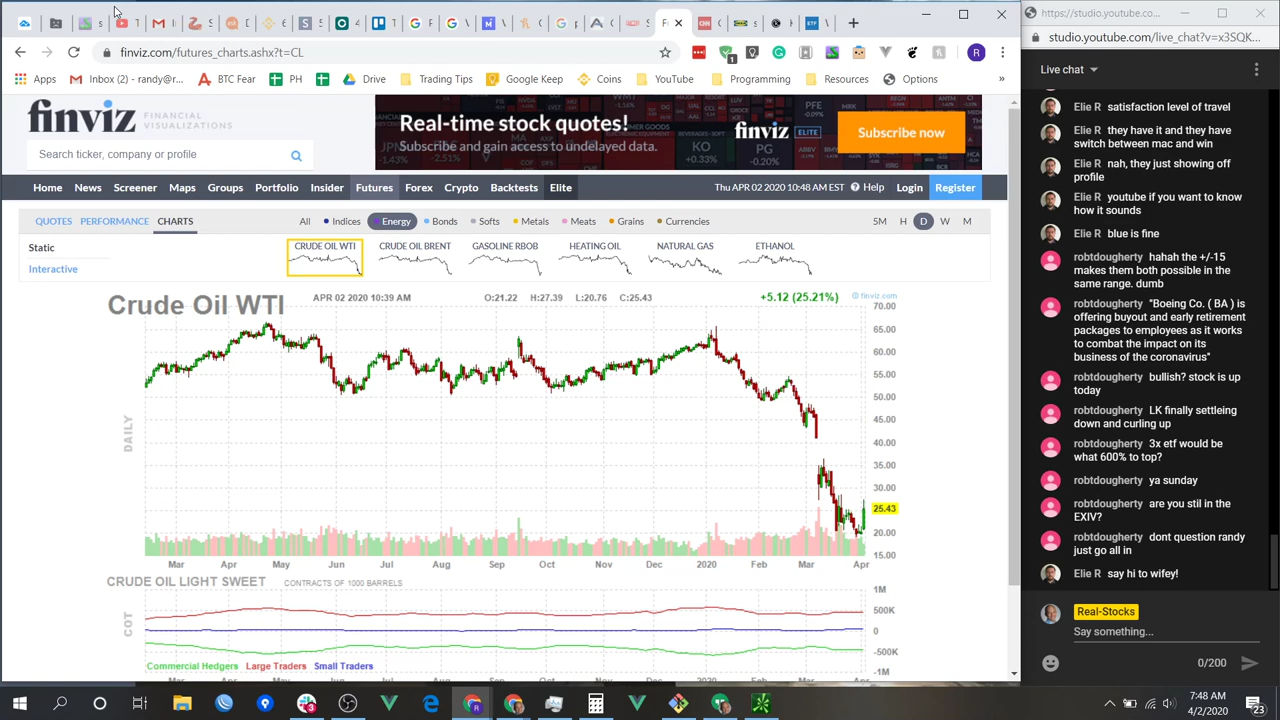 finviz.com/futures_charts.ashx?t=CL
Apps
Inbox (2) - randy@r...
BTC Fear
PH
Drive
Trading Tips
Google Keep
Coins
YouTube
Programming
Resources
Options
»
finviz FINANCIAL VISUALIZATIONS
Search ticker, company or profile
Real-time stock quotes!
Subscribe and gain access to undelayed data.
KO
+0.33%
PG
-0.20%
PFE
-0.09%
finviz ELITE
Subscribe now
Home News Screener Maps Groups Portfolio Insider Futures Forex Crypto Backtests Elite
Thu APR 02 2020 10:48 AM EST Help Login Register
QUOTES PERFORMANCE CHARTS
All Indices Energy Bonds Softs Metals Meats Grains Currencies
5M H D W M
Static
Interactive
CRUDE OIL WTI CRUDE OIL BRENT GASOLINE RBOB HEATING OIL NATURAL GAS ETHANOL
Crude Oil WTI
APR 02 2020 10:39 AM O:21.22 H:27.39 L:20.76 C:25.43 +5.12 (25.21%) © finviz.com
70.00
65.00
60.00
55.00
50.00
45.00
40.00
35.00
30.00
25.43
20.00
15.00
DAILY
Mar Apr May Jun Jul Aug Sep Oct Nov Dec 2020 Feb Mar Apr
CRUDE OIL LIGHT SWEET CONTRACTS OF 1000 BARRELS
1M
500K
0
-500K
-1M
COT
Commercial Hedgers Large Traders Small Traders
https://studio.youtube.co...
studio.youtube.com/live_chat?v=x3SQK...
Live chat
Elie R satisfaction level of travel
Elie R they have it and they have
switch between mac and win
Elie R nah, they just showing off
profile
Elie R youtube if you want to know
how it sounds
Elie R blue is fine
robtdougherty hahah the +/-15
makes them both possible in the
same range. dumb
robtdougherty "Boeing Co. ( BA ) is
offering buyout and early retirement
packages to employees as it works
to combat the impact on its
business of the coronavirus"
robtdougherty bullish? stock is up
today
robtdougherty LK finally settleing
down and curling up
robtdougherty 3x etf would be
what 600% to top?
robtdougherty ya sunday
robtdougherty are you stil in the
EXIV?
robtdougherty dont question randy
just go all in
Elie R say hi to wifey!
Real-Stocks
Say something...
0/200
7:48 AM
4/2/2020
23